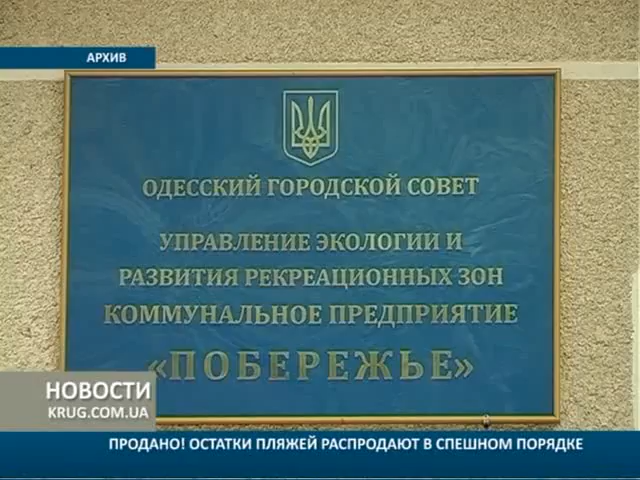 АРХИВ
ОДЕССКИЙ ГОРОДСКОЙ СОВЕТ
УПРАВЛЕНИЕ ЭКОЛОГИИ И
РАЗВИТИЯ РЕКРЕАЦИОННЫХ ЗОН
КОММУНАЛЬНОЕ ПРЕДПРИЯТИЕ
«ПОБЕРЕЖЬЕ»
НОВОСТИ
KRUG.COM.UA
ПРОДАНО! ОСТАТКИ ПЛЯЖЕЙ РАСПРОДАЮТ В СПЕШНОМ ПОРЯДКЕ